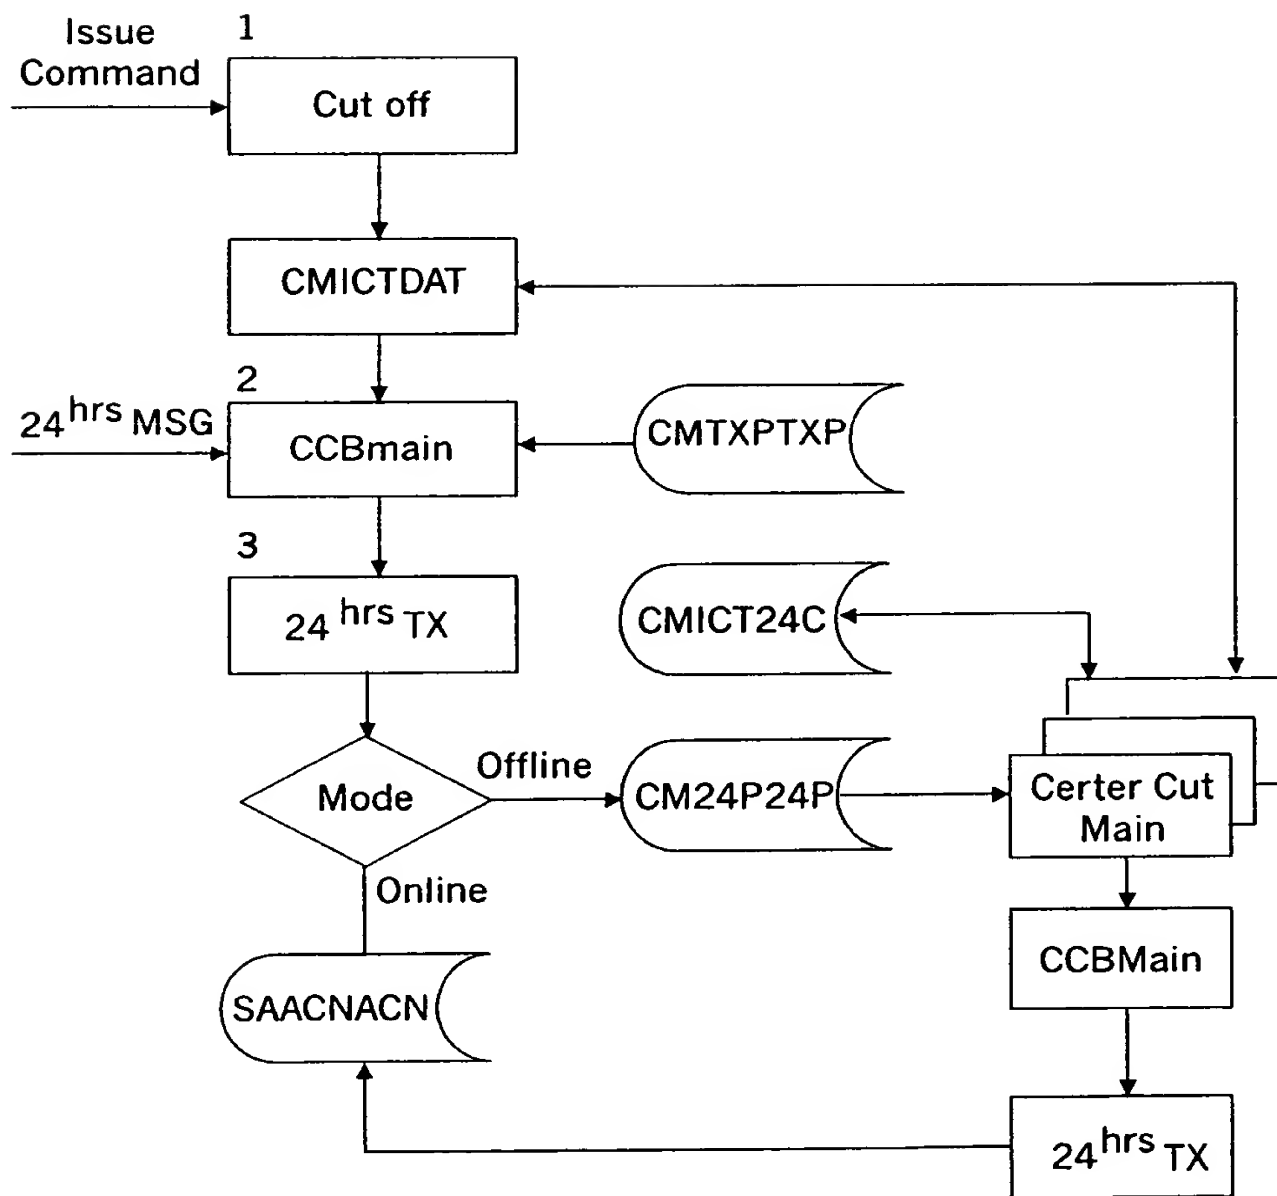 1
Issue
Command
Cut off
CMICTDAT
2
24hrs MSG
CCBmain
CMTXPTXP
3
24hrs TX
CMICT24C
Mode
Offline
CM24P24P
Certer Cut
Main
Online
CCBMain
SAACNACN
24hrs TX